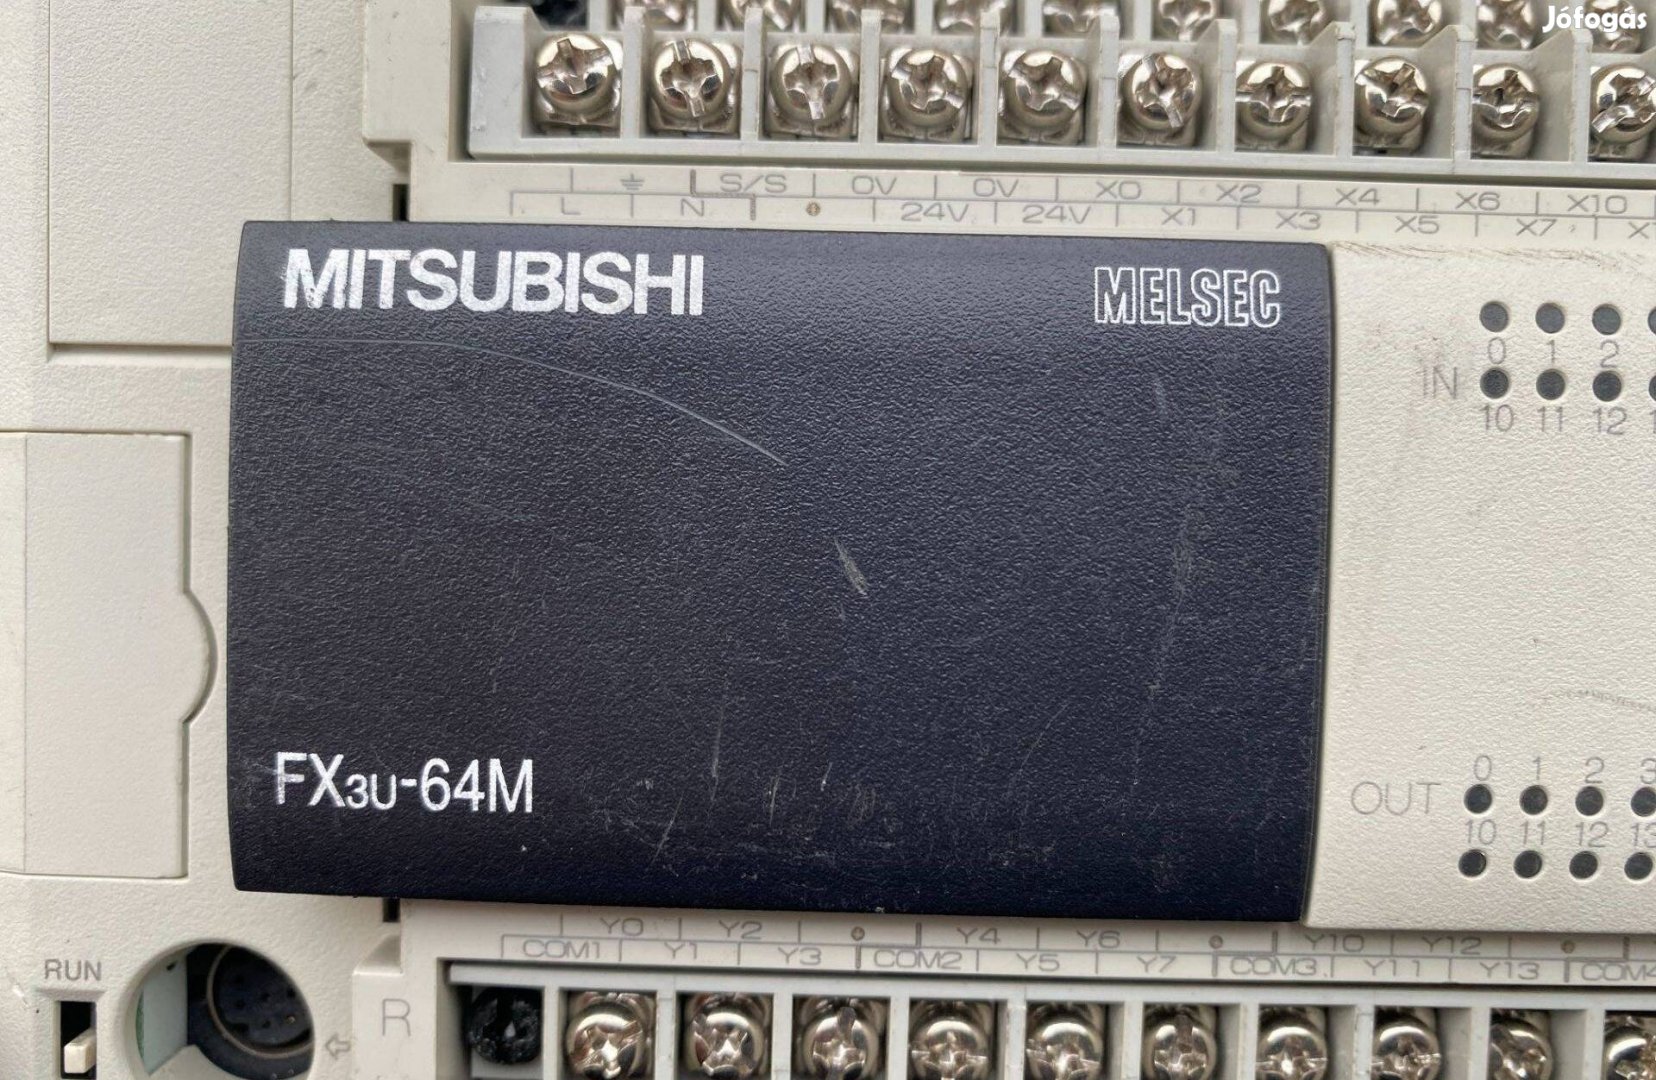 Jófogás
S/S 0V 0V X0 X2 X4 X6 X10
L N 24V 24V X1 X3 X5 X7
MITSUBISHI MELSEC
0 1 2
IN
10 11 12
FX3U-64M
0 1 2 3
OUT
10 11 12 13
Y0 Y2 Y4 Y6 Y10 Y12
COM1 Y1 Y3 COM2 Y5 Y7 COM3 Y11 Y13 COM4
RUN
R